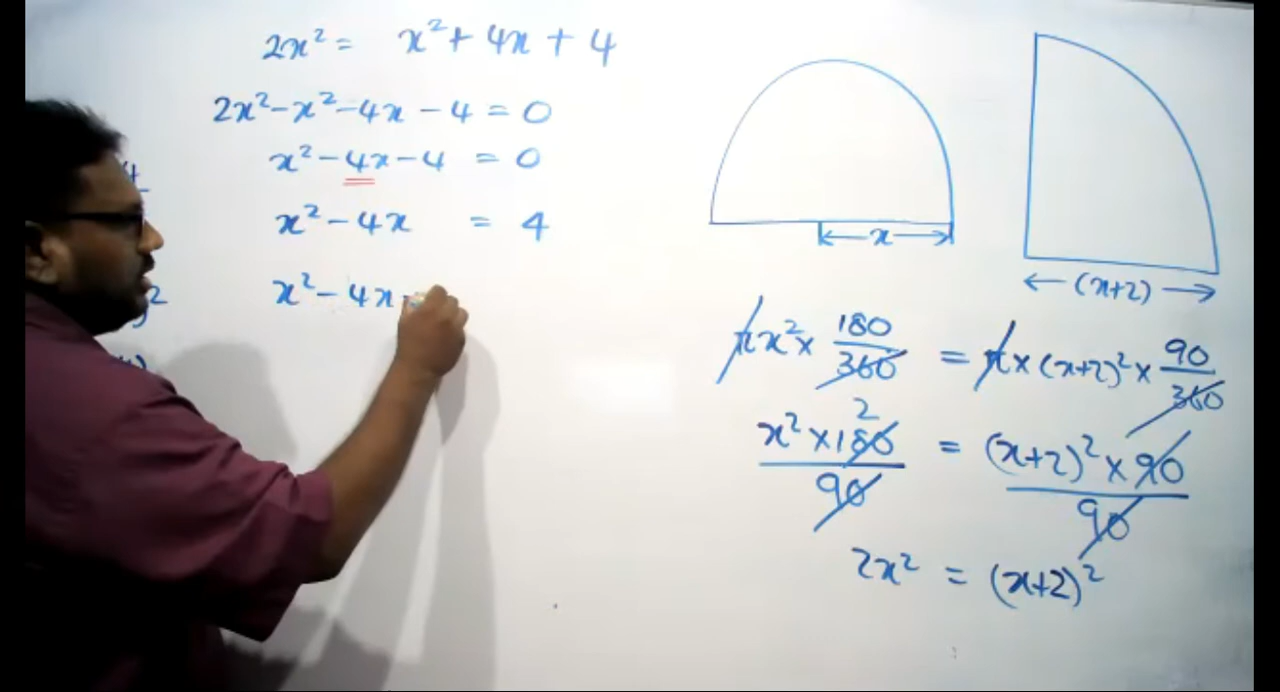 2x² = x² + 4x + 4
2x² - x² - 4x - 4 = 0
x² - 4x - 4 = 0
x² - 4x = 4
x² - 4x
x
(x+2)
πx² × 180/360 = π × (x+2)² × 90/360
2
x² × 180/90 = (x+2)² × 90/90
2x² = (x+2)²